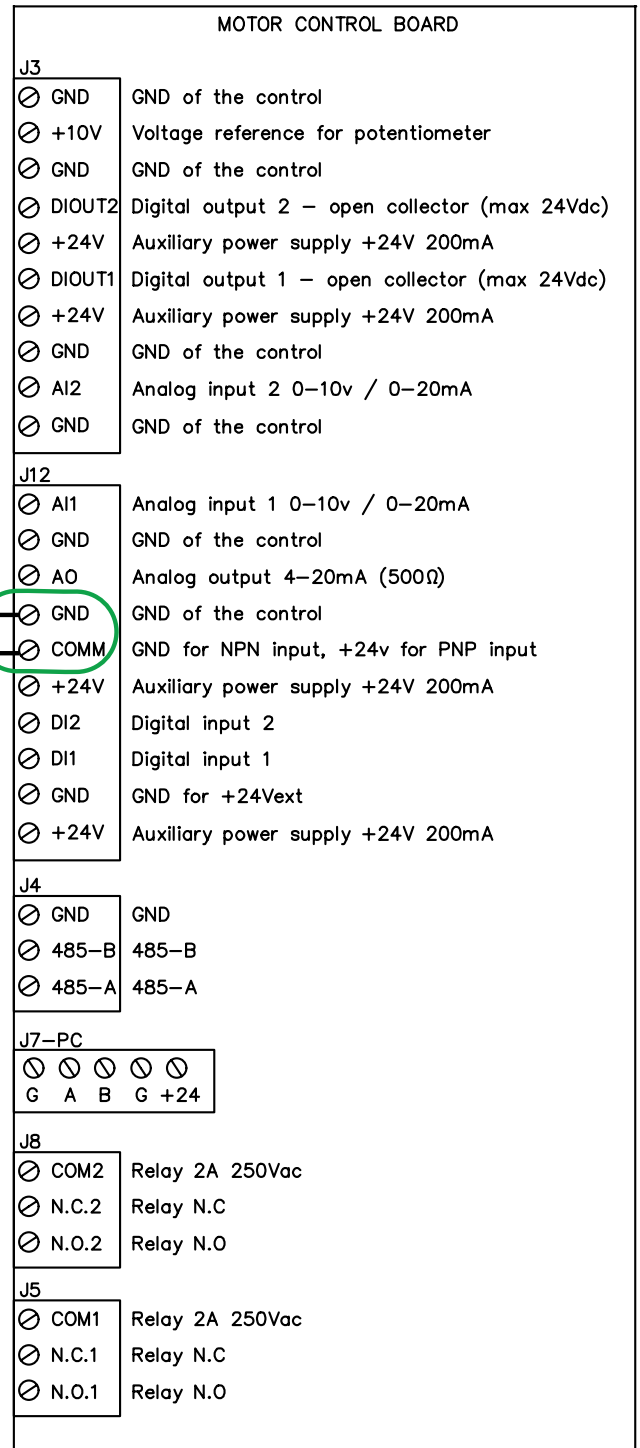 MOTOR CONTROL BOARD
J3
GND GND of the control
+10V Voltage reference for potentiometer
GND GND of the control
DIOUT2 Digital output 2 – open collector (max 24Vdc)
+24V Auxiliary power supply +24V 200mA
DIOUT1 Digital output 1 – open collector (max 24Vdc)
+24V Auxiliary power supply +24V 200mA
GND GND of the control
AI2 Analog input 2 0–10v / 0–20mA
GND GND of the control
J12
AI1 Analog input 1 0–10v / 0–20mA
GND GND of the control
AO Analog output 4–20mA (500Ω)
GND GND of the control
COMM GND for NPN input, +24v for PNP input
+24V Auxiliary power supply +24V 200mA
DI2 Digital input 2
DI1 Digital input 1
GND GND for +24Vext
+24V Auxiliary power supply +24V 200mA
J4
GND GND
485–B 485–B
485–A 485–A
J7–PC
G A B G +24
J8
COM2 Relay 2A 250Vac
N.C.2 Relay N.C
N.O.2 Relay N.O
J5
COM1 Relay 2A 250Vac
N.C.1 Relay N.C
N.O.1 Relay N.O